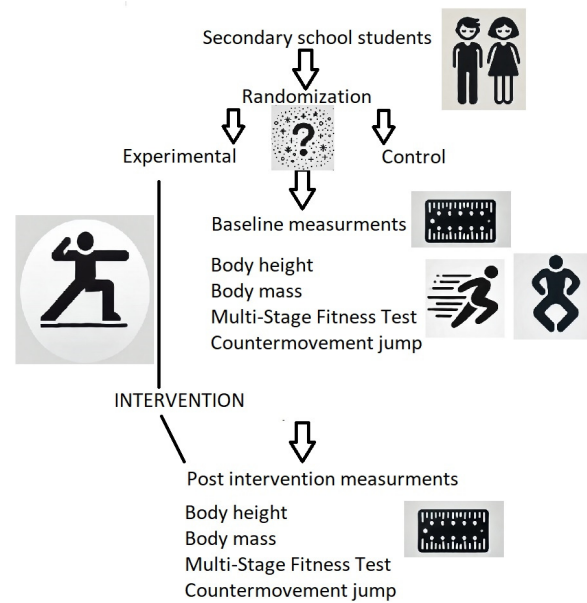 Secondary school students
Randomization
?
Experimental
Control
Baseline measurments
Body height
Body mass
Multi-Stage Fitness Test
Countermovement jump
INTERVENTION
Post intervention measurments
Body height
Body mass
Multi-Stage Fitness Test
Countermovement jump